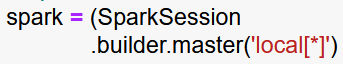 spark = (SparkSession
.builder.master('local[*]')